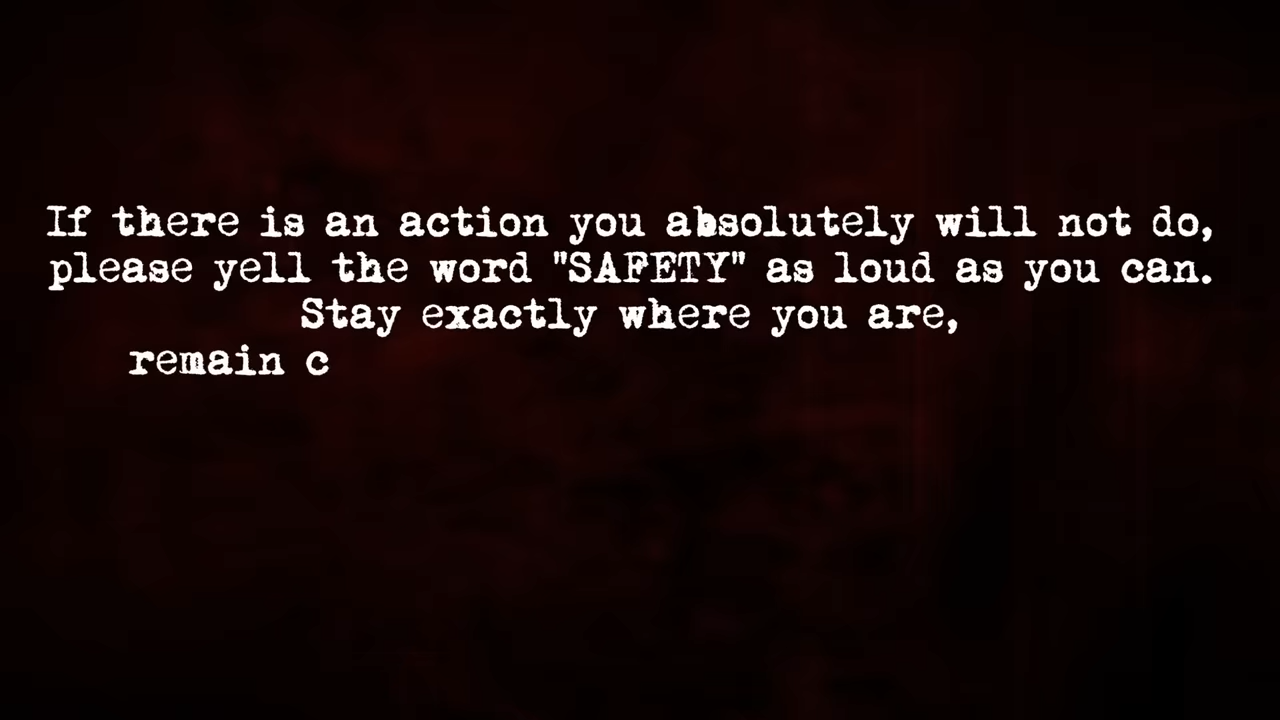 If there is an action you absolutely will not do,
please yell the word "SAFETY" as loud as you can.
Stay exactly where you are,
remain c